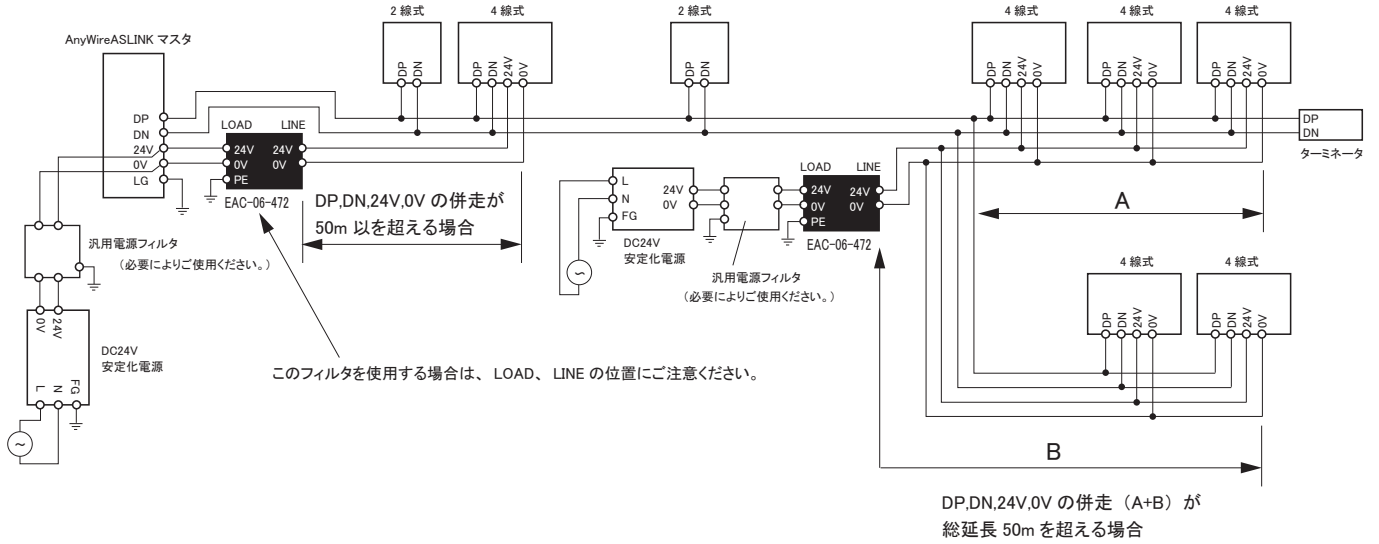 2 線式
4 線式
2 線式
4 線式
4 線式
4 線式
AnyWireASLINK マスタ
DP
DN
DP
DN
24V
0V
DP
DN
DP
DN
24V
0V
DP
DN
24V
0V
DP
DN
24V
0V
DP
DN
24V
0V
LG
LOAD
LINE
24V
0V
PE
24V
0V
EAC-06-472
DP
DN
ターミネータ
DP,DN,24V,0V の併走が
50m 以を超える場合
L
N
FG
24V
0V
DC24V
安定化電源
汎用電源フィルタ
(必要によりご使用ください。)
LOAD
LINE
24V
0V
PE
24V
0V
EAC-06-472
A
汎用電源フィルタ
(必要によりご使用ください。)
0V
24V
DC24V
安定化電源
L
N
FG
~
~
このフィルタを使用する場合は、LOAD、LINE の位置にご注意ください。
4 線式
4 線式
DP
DN
24V
0V
DP
DN
24V
0V
B
DP,DN,24V,0V の併走（A+B）が
総延長 50m を超える場合